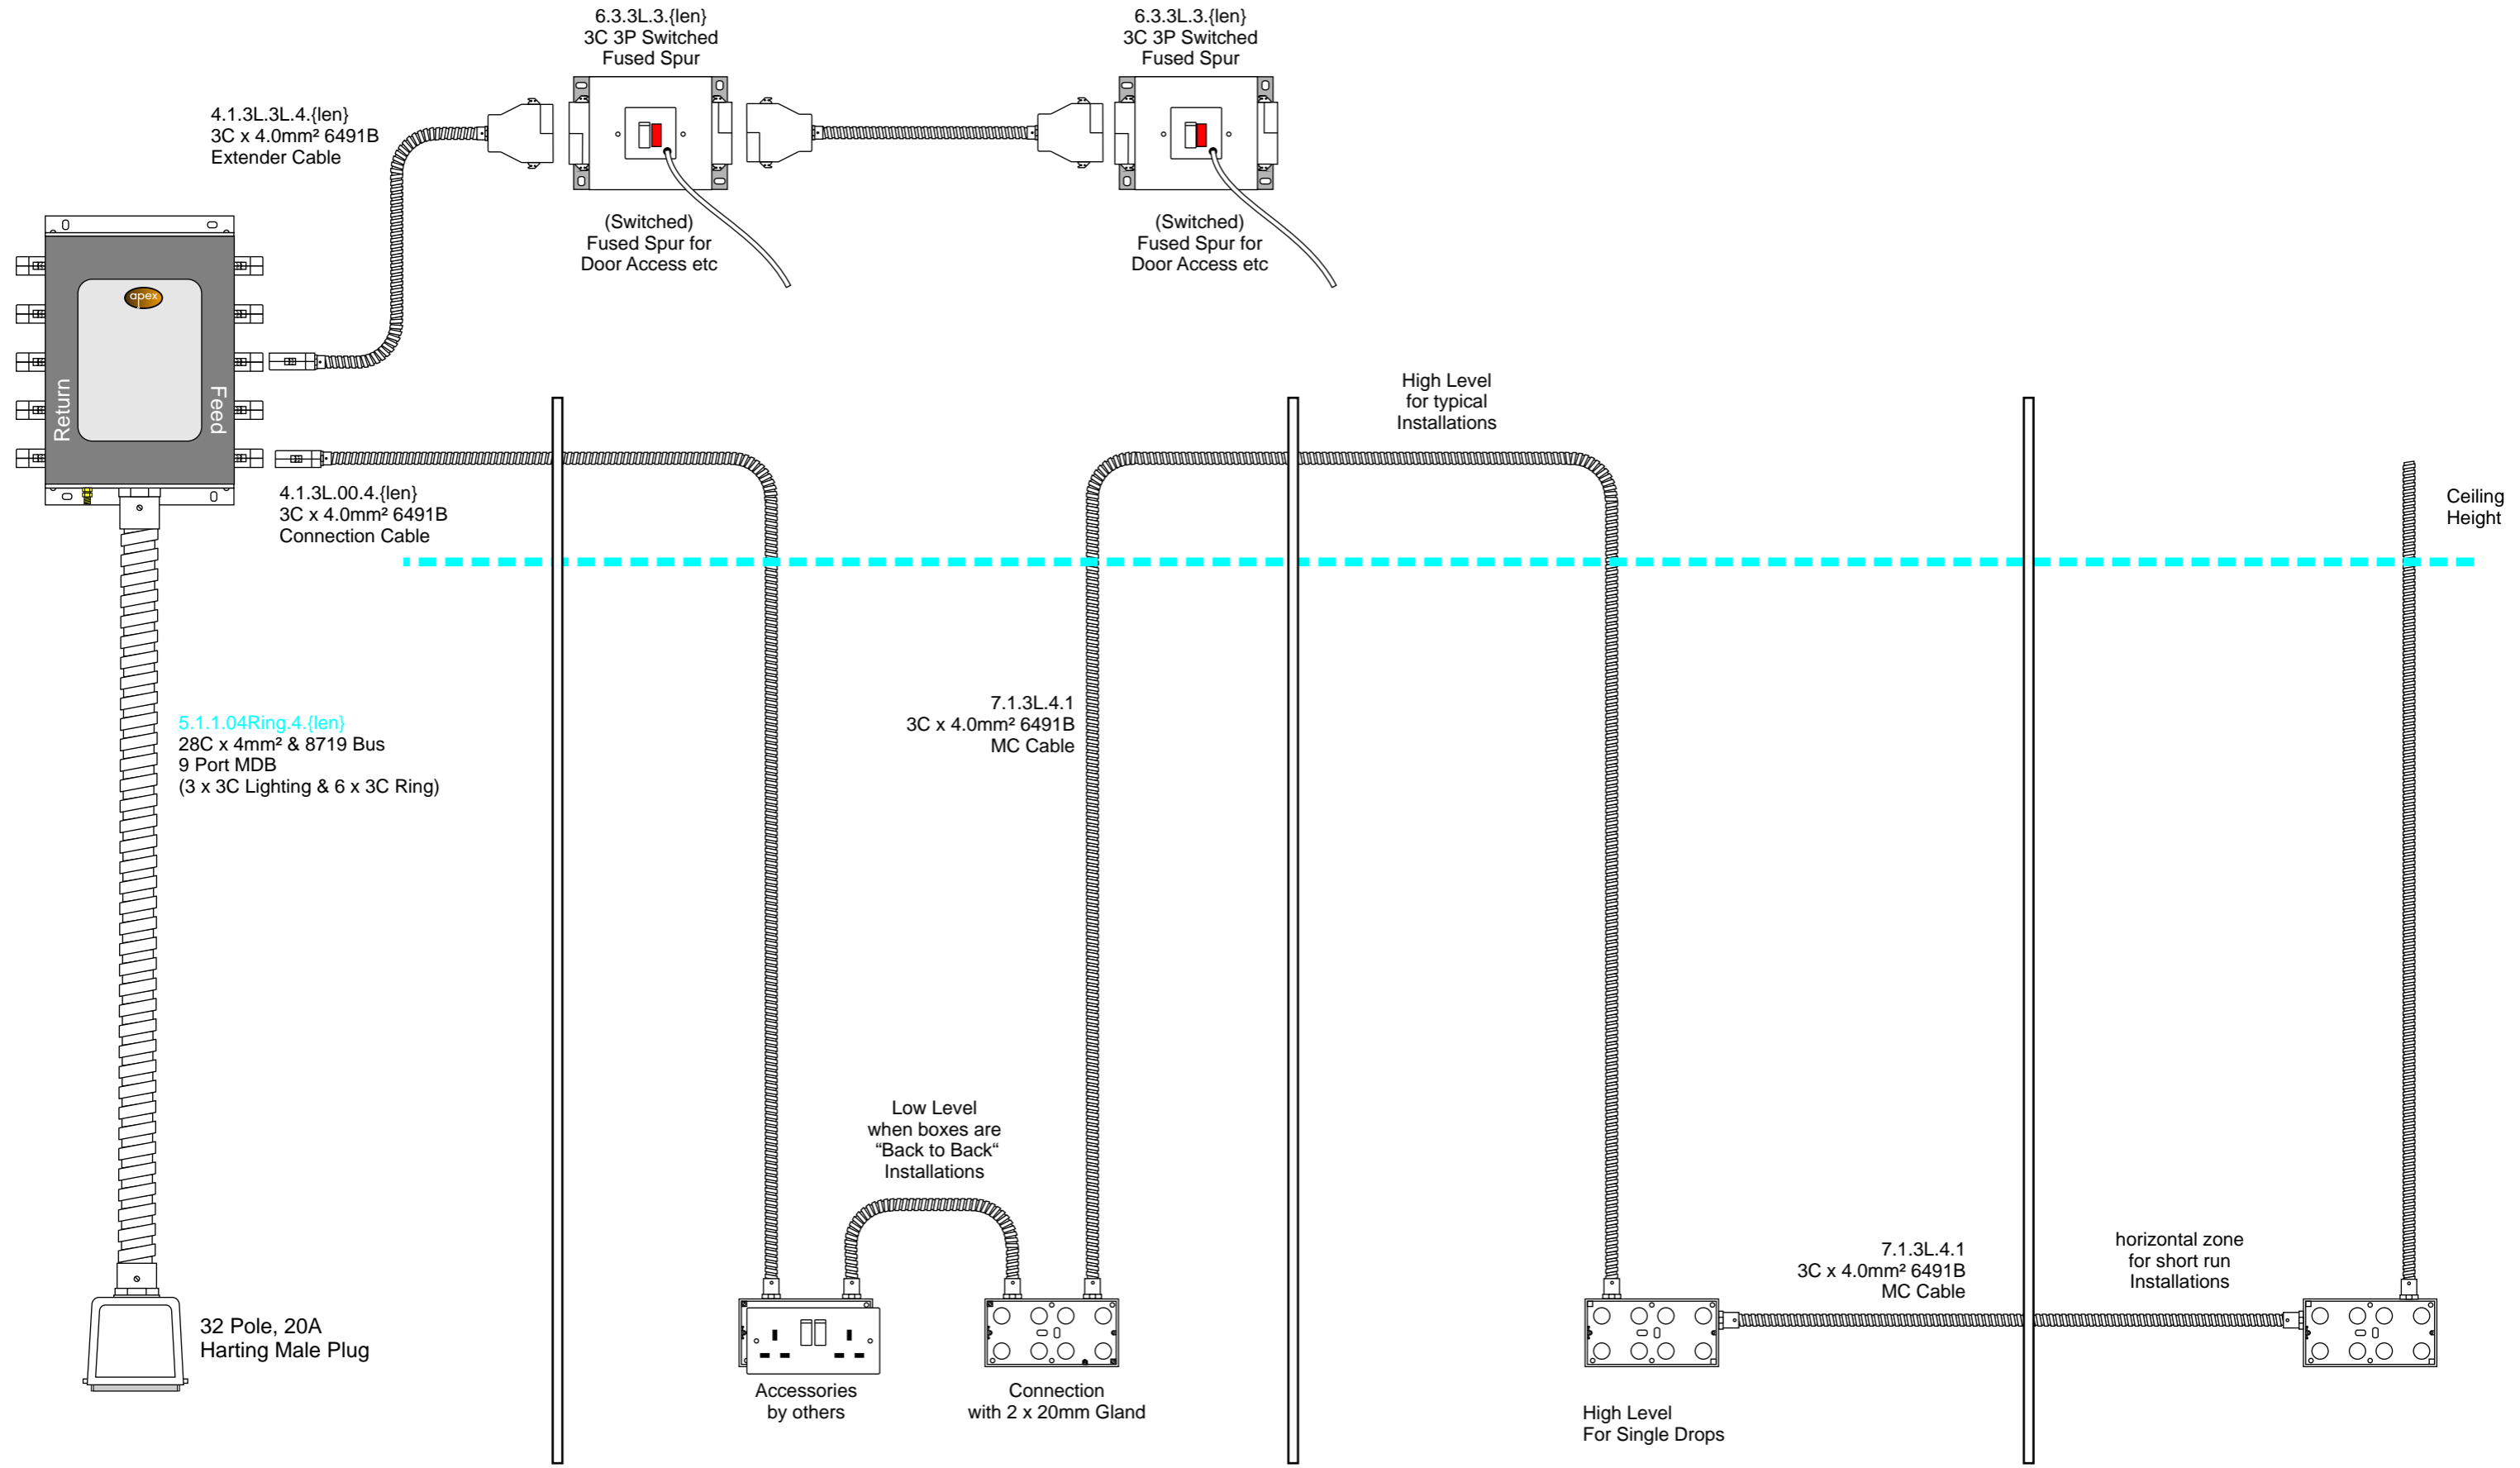 6.3.3L.3.{len}
3C 3P Switched
Fused Spur
6.3.3L.3.{len}
3C 3P Switched
Fused Spur
4.1.3L.3L.4.{len}
3C x 4.0mm² 6491B
Extender Cable
(Switched)
Fused Spur for
Door Access etc
(Switched)
Fused Spur for
Door Access etc
apex
Return
Feed
High Level
for typical
Installations
4.1.3L.00.4.{len}
3C x 4.0mm² 6491B
Connection Cable
Ceiling
Height
5.1.1.04Ring.4.{len}
28C x 4mm² & 8719 Bus
9 Port MDB
(3 x 3C Lighting & 6 x 3C Ring)
7.1.3L.4.1
3C x 4.0mm² 6491B
MC Cable
Low Level
when boxes are
“Back to Back“
Installations
7.1.3L.4.1
3C x 4.0mm² 6491B
MC Cable
horizontal zone
for short run
Installations
32 Pole, 20A
Harting Male Plug
Accessories
by others
Connection
with 2 x 20mm Gland
High Level
For Single Drops